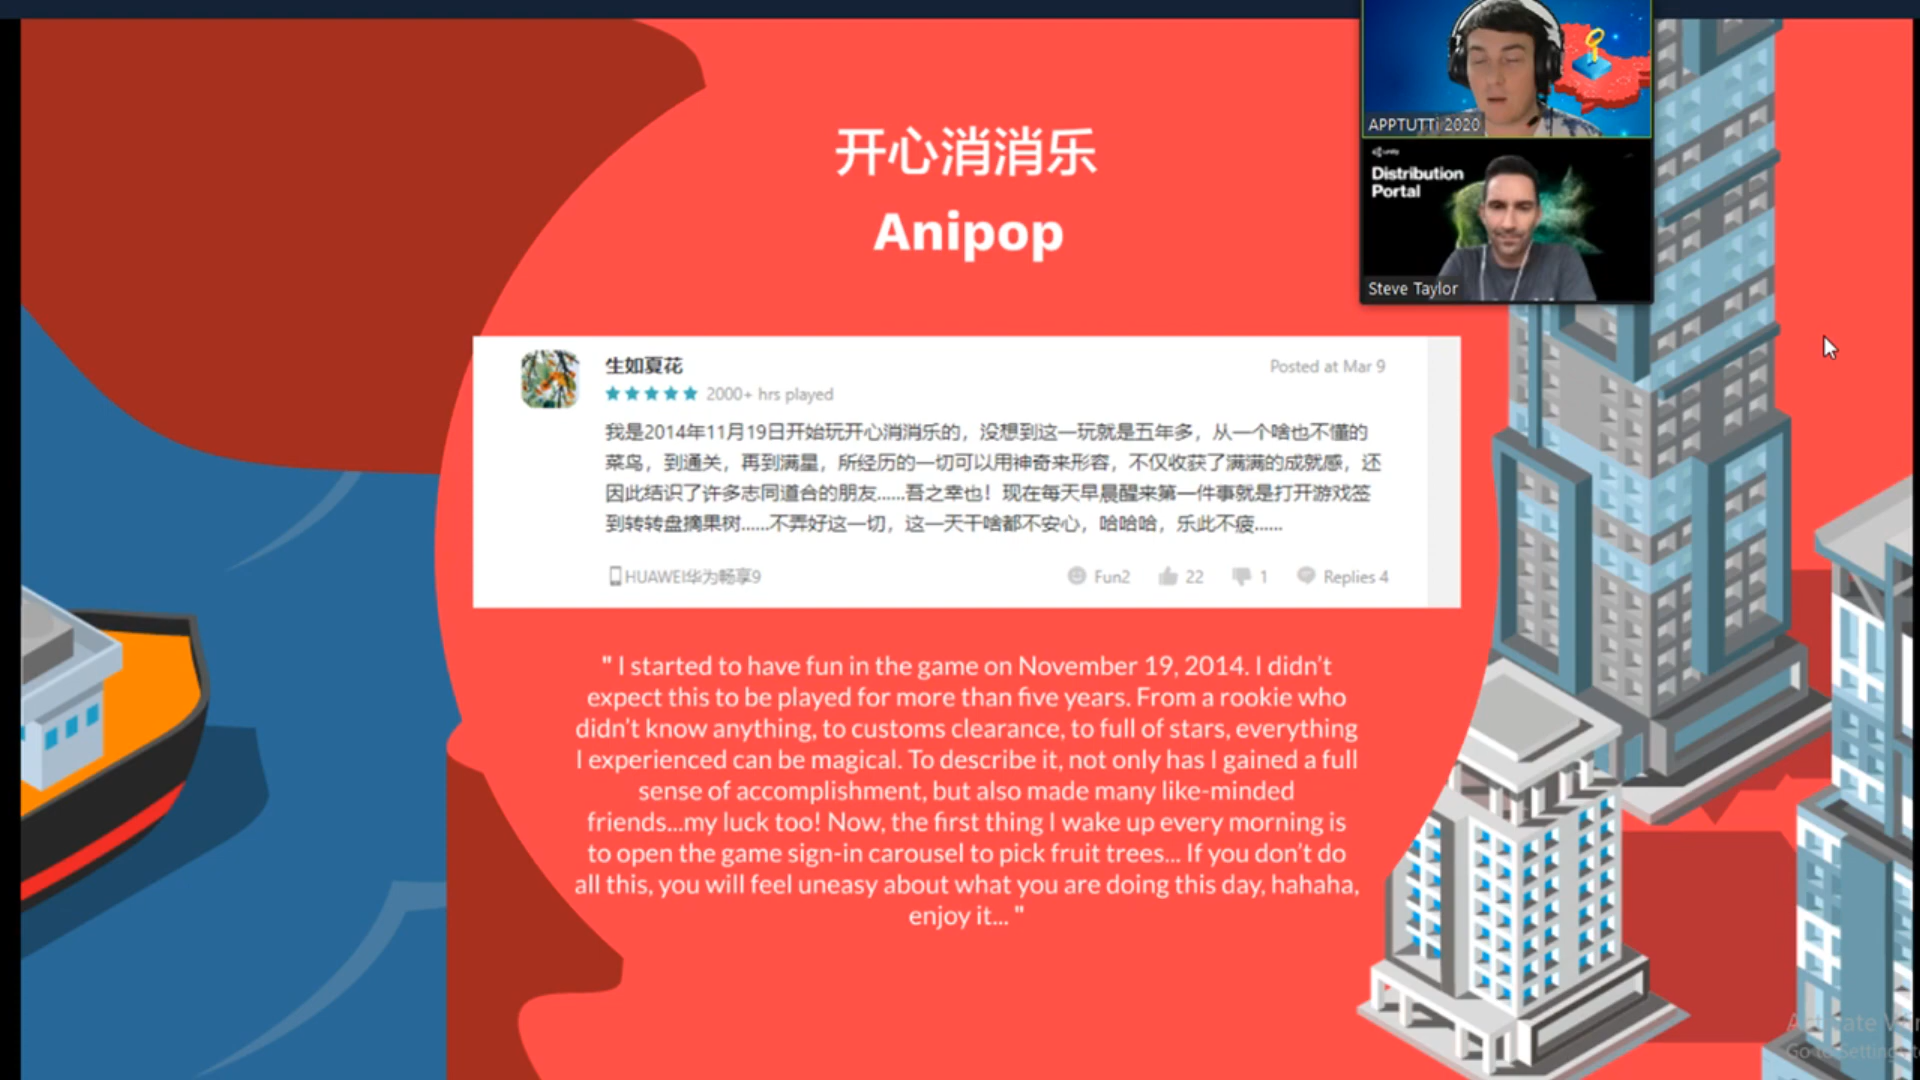 开心消消乐
Anipop
APPTUTTi 2020
unity
Distribution
Portal
Steve Taylor
生如夏花
Posted at Mar 9
2000+ hrs played
我是2014年11月19日开始玩开心消消乐的，没想到这一玩就是五年多，从一个啥也不懂的
菜鸟，到通关，再到满星，所经历的一切可以用神奇来形容，不仅收获了满满的成就感，还
因此结识了许多志同道合的朋友……吾之幸也！现在每天早晨醒来第一件事就是打开游戏签
到转转盘摘果树……不弄好这一切，这一天干啥都不安心，哈哈哈，乐此不疲……
HUAWEI华为畅享9
Fun2
22
1
Replies 4
" I started to have fun in the game on November 19, 2014. I didn't
expect this to be played for more than five years. From a rookie who
didn't know anything, to customs clearance, to full of stars, everything
I experienced can be magical. To describe it, not only has I gained a full
sense of accomplishment, but also made many like-minded
friends...my luck too! Now, the first thing I wake up every morning is
to open the game sign-in carousel to pick fruit trees... If you don't do
all this, you will feel uneasy about what you are doing this day, hahaha,
enjoy it... "